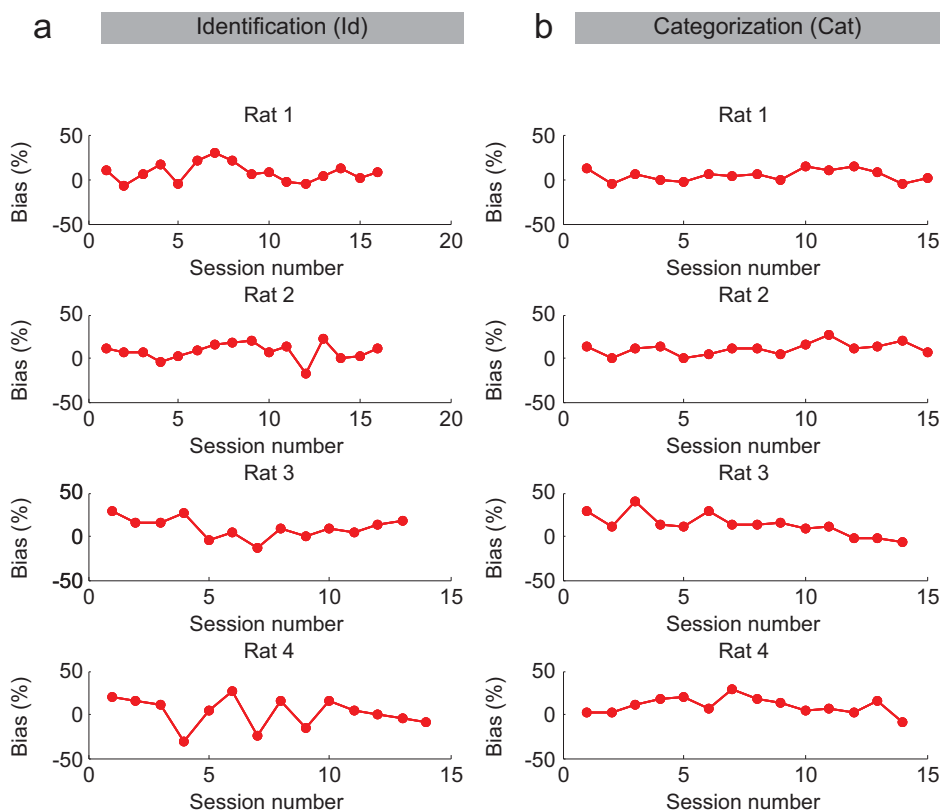 a
Identification (Id)
Rat 1
50
0
-50
Bias (%)
0 5 10 15 20
Session number
Rat 2
50
0
-50
Bias (%)
0 5 10 15 20
Session number
Rat 3
50
0
-50
Bias (%)
0 5 10 15
Session number
Rat 4
50
0
-50
Bias (%)
0 5 10 15
Session number
b
Categorization (Cat)
Rat 1
50
0
-50
Bias (%)
0 5 10 15
Session number
Rat 2
50
0
-50
Bias (%)
0 5 10 15
Session number
Rat 3
50
0
-50
Bias (%)
0 5 10 15
Session number
Rat 4
50
0
-50
Bias (%)
0 5 10 15
Session number